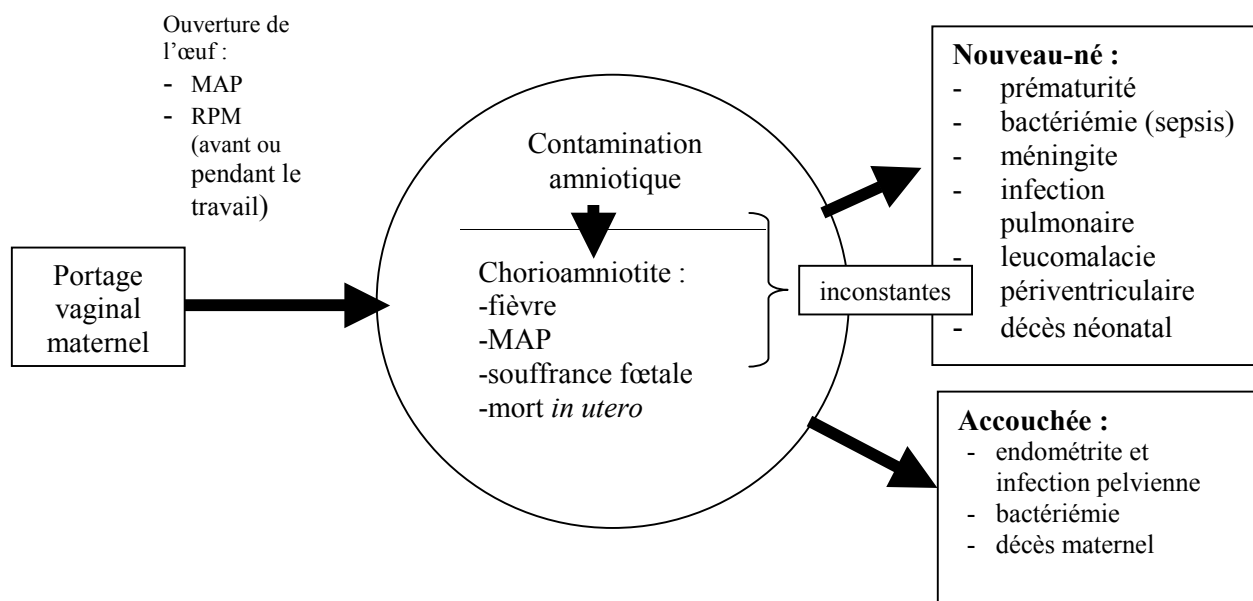 Ouverture de
l’œuf :
- MAP
- RPM
(avant ou
pendant le
travail)
Portage
vaginal
maternel
Contamination
amniotique
Chorioamniotite :
-fièvre
-MAP
-souffrance fœtale
-mort in utero
inconstantes
Nouveau-né :
- prématurité
- bactériémie (sepsis)
- méningite
- infection
pulmonaire
- leucomalacie
périventriculaire
- décès néonatal
Accouchée :
- endométrite et
infection pelvienne
- bactériémie
- décès maternel